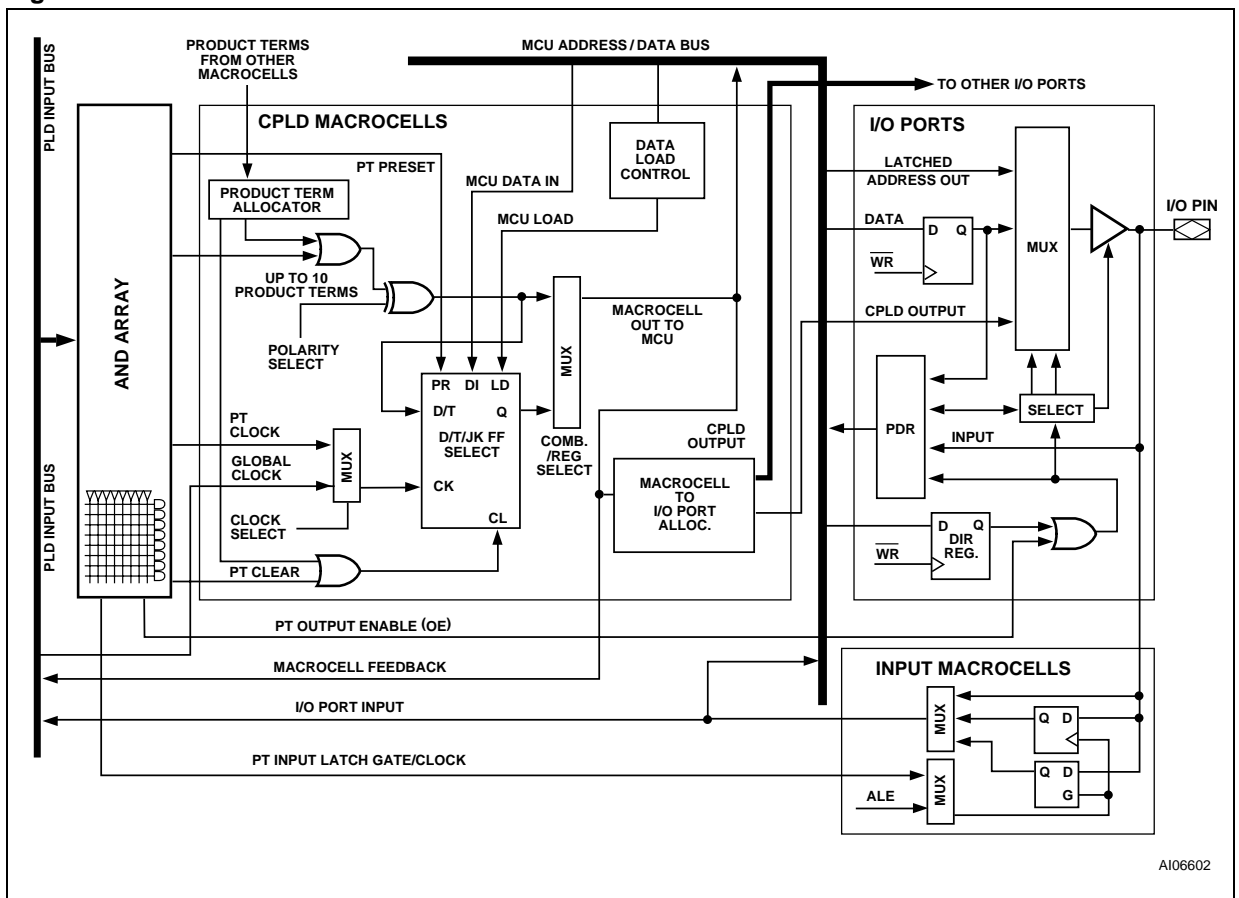 PLD INPUT BUS
PRODUCT TERMS
FROM OTHER
MACROCELLS
MCU ADDRESS / DATA BUS
TO OTHER I/O PORTS
AND ARRAY
CPLD MACROCELLS
PT PRESET
PRODUCT TERM
ALLOCATOR
MCU DATA IN
MCU LOAD
DATA
LOAD
CONTROL
UP TO 10
PRODUCT TERMS
POLARITY
SELECT
PR DI LD
D/T Q
D/T/JK FF
SELECT
CK
CL
MUX
COMB.
/REG
SELECT
MACROCELL
OUT TO
MCU
CPLD
OUTPUT
MACROCELL
TO
I/O PORT
ALLOC.
PT
CLOCK
GLOBAL
CLOCK
MUX
CLOCK
SELECT
PT CLEAR
PLD INPUT BUS
PT OUTPUT ENABLE (OE)
MACROCELL FEEDBACK
I/O PORT INPUT
PT INPUT LATCH GATE/CLOCK
I/O PORTS
LATCHED
ADDRESS OUT
DATA
D Q
WR
MUX
I/O PIN
CPLD OUTPUT
SELECT
PDR
INPUT
D Q
DIR
REG.
WR
INPUT MACROCELLS
MUX
Q D
Q D
G
ALE
MUX
AI06602